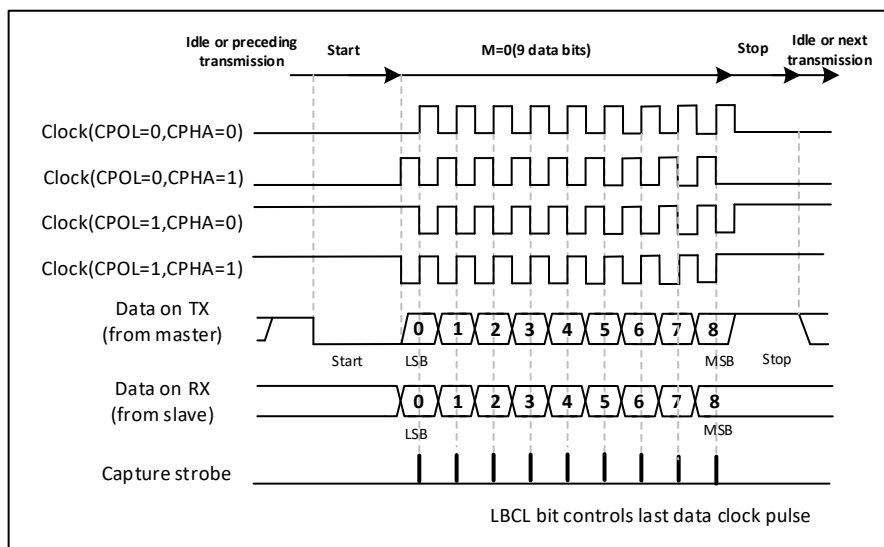 Idle or preceding
transmission
Start
M=0(9 data bits)
Stop
Idle or next
transmission
Clock(CPOL=0,CPHA=0)
Clock(CPOL=0,CPHA=1)
Clock(CPOL=1,CPHA=0)
Clock(CPOL=1,CPHA=1)
Data on TX
(from master)
0 1 2 3 4 5 6 7 8
Start
LSB
MSB
Stop
Data on RX
(from slave)
0 1 2 3 4 5 6 7 8
LSB
MSB
Capture strobe
LBCL bit controls last data clock pulse